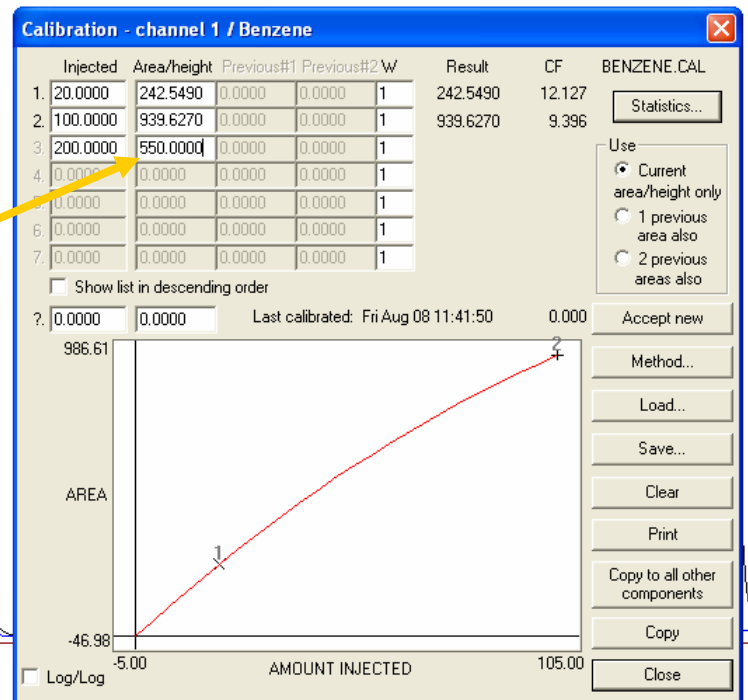 Calibration - channel 1 / Benzene
Injected Area/height Previous#1 Previous#2 W Result CF BENZENE.CAL
1. 20.0000 242.5490 0.0000 0.0000 1 242.5490 12.127
Statistics...
2. 100.0000 939.6270 0.0000 0.0000 1 939.6270 9.396
3. 200.0000 550.0000 0.0000 0.0000 1
4. 0.0000 0.0000 0.0000 0.0000 1
5. 0.0000 0.0000 0.0000 0.0000 1
6. 0.0000 0.0000 0.0000 0.0000 1
7. 0.0000 0.0000 0.0000 0.0000 1
Use
Current
area/height only
1 previous
area also
2 previous
areas also
Show list in descending order
?. 0.0000 0.0000 Last calibrated: Fri Aug 08 11:41:50 0.000
Accept new
Method...
Load...
Save...
Clear
Print
Copy to all other
components
Copy
Close
986.61
2
AREA
1
-46.98
-5.00 AMOUNT INJECTED 105.00
Log/Log